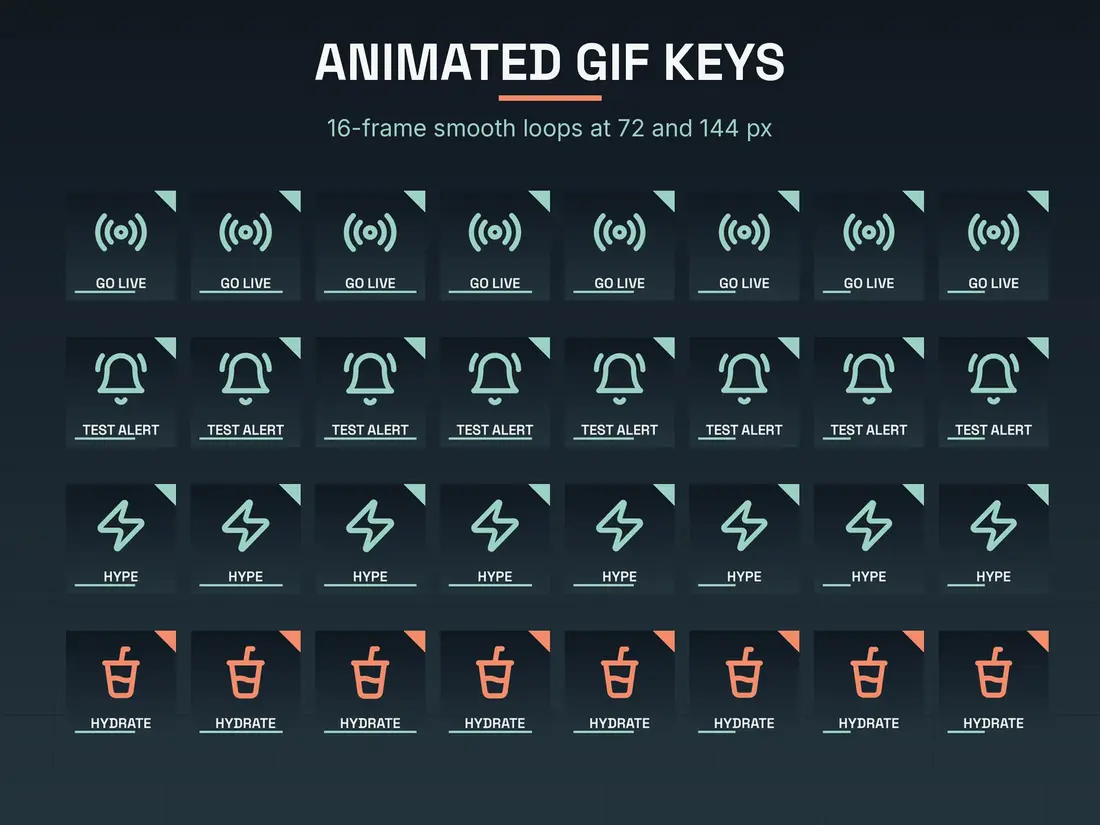 ANIMATED GIF KEYS
16-frame smooth loops at 72 and 144 px
GO LIVE GO LIVE GO LIVE GO LIVE GO LIVE GO LIVE GO LIVE GO LIVE
TEST ALERT TEST ALERT TEST ALERT TEST ALERT TEST ALERT TEST ALERT TEST ALERT TEST ALERT
HYPE HYPE HYPE HYPE HYPE HYPE HYPE HYPE
HYDRATE HYDRATE HYDRATE HYDRATE HYDRATE HYDRATE HYDRATE HYDRATE